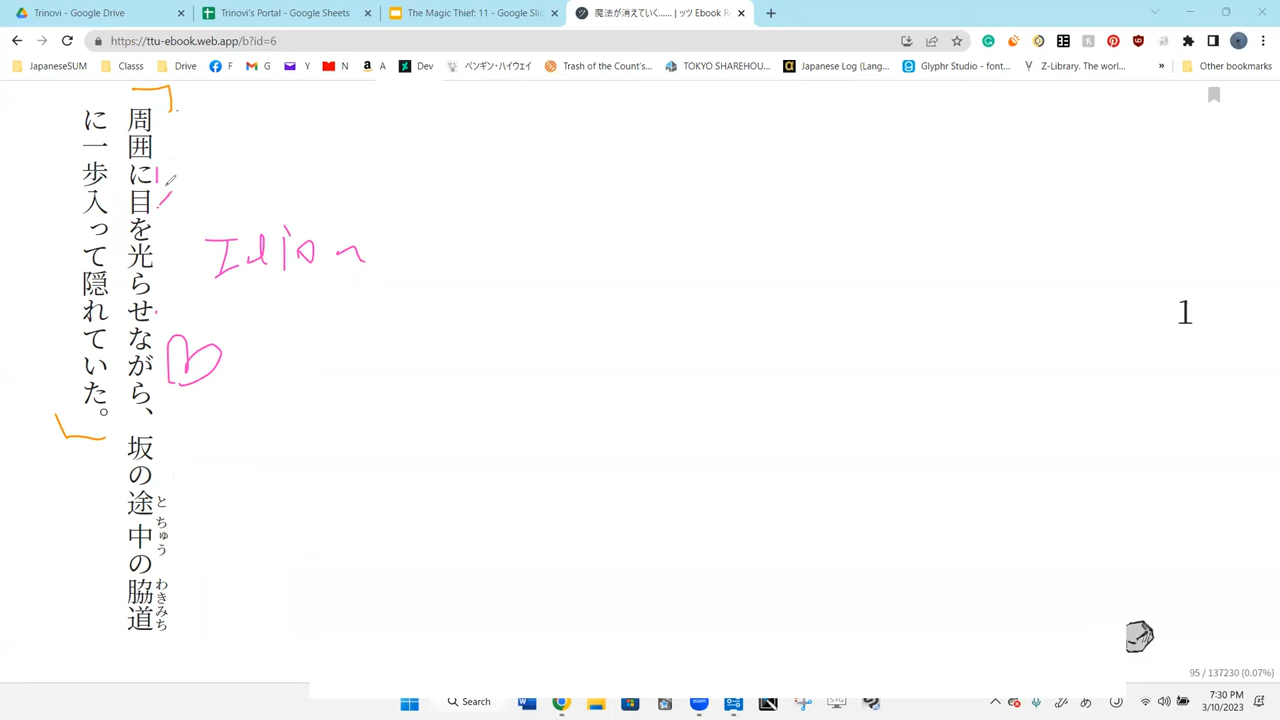 Trinovi - Google Drive
Trinovi's Portal - Google Sheets
The Magic Thief: 11 - Google Slid
魔法が消えていく...... | ッツ Ebook R
https://ttu-ebook.web.app/b?id=6
JapaneseSUM
Classs
Drive
F
G
Y
N
A
Dev
ペンギン・ハイウェイ
Trash of the Count's...
TOKYO SHAREHOU...
Japanese Log (Lang...
Glyphr Studio - font...
Z-Library. The worl...
»
Other bookmarks
1
周囲に目を光らせながら、坂の途中の脇道
とちゅう
わきみち
に一歩入って隠れていた。
95 / 137230 (0.07%)
Search
7:30 PM
3/10/2023